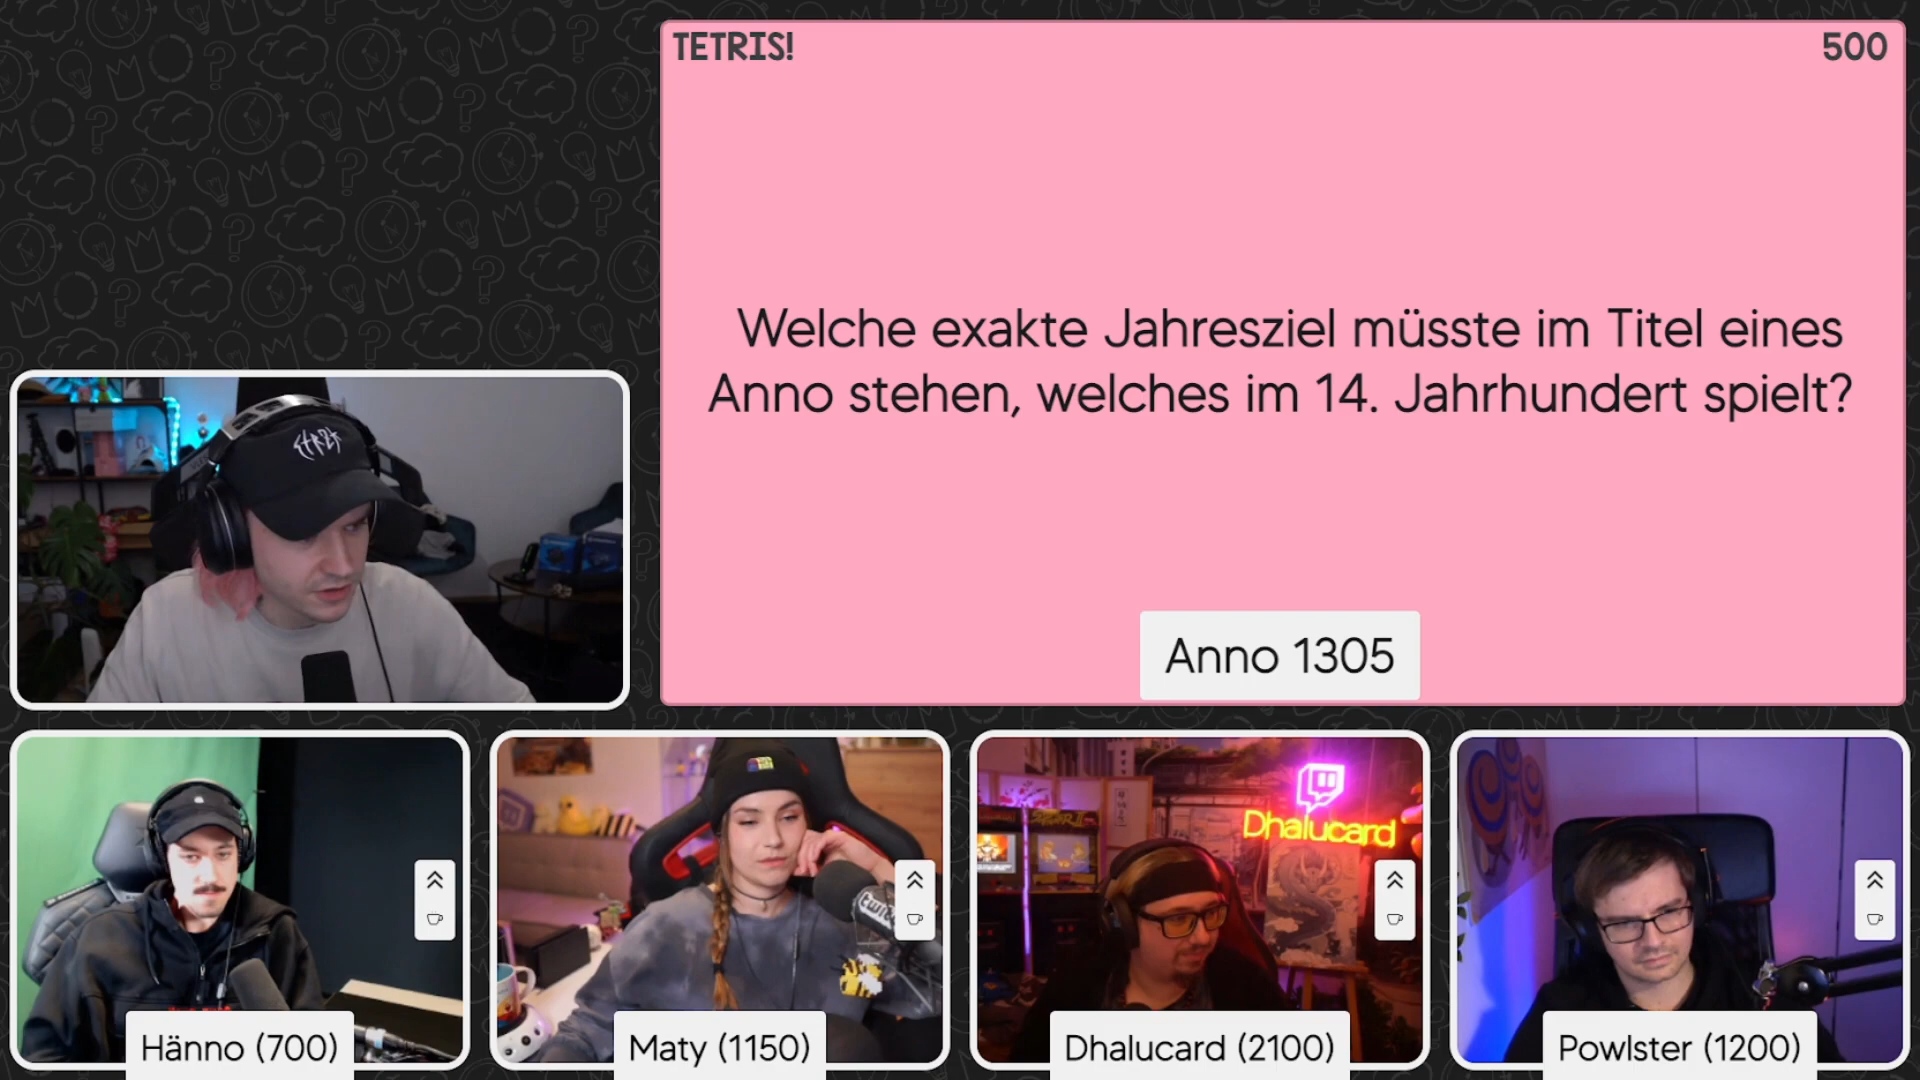 TETRIS!
500
Welche exakte Jahresziel müsste im Titel eines
Anno stehen, welches im 14. Jahrhundert spielt?
Anno 1305
Dhalucard
Hänno (700)
Maty (1150)
Dhalucard (2100)
Powlster (1200)